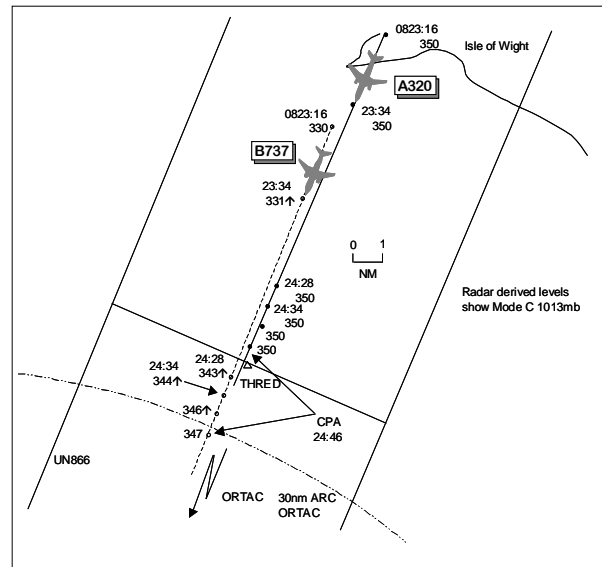 0823:16
350
Isle of Wight
A320
23:34
350
0823:16
330
B737
23:34
331↑
0 1
NM
24:28
350
24:34
350
350
350
Radar derived levels
show Mode C 1013mb
24:28
343↑
24:34
344↑
THRED
346↑
347
CPA
24:46
UN866
ORTAC
30nm ARC
ORTAC